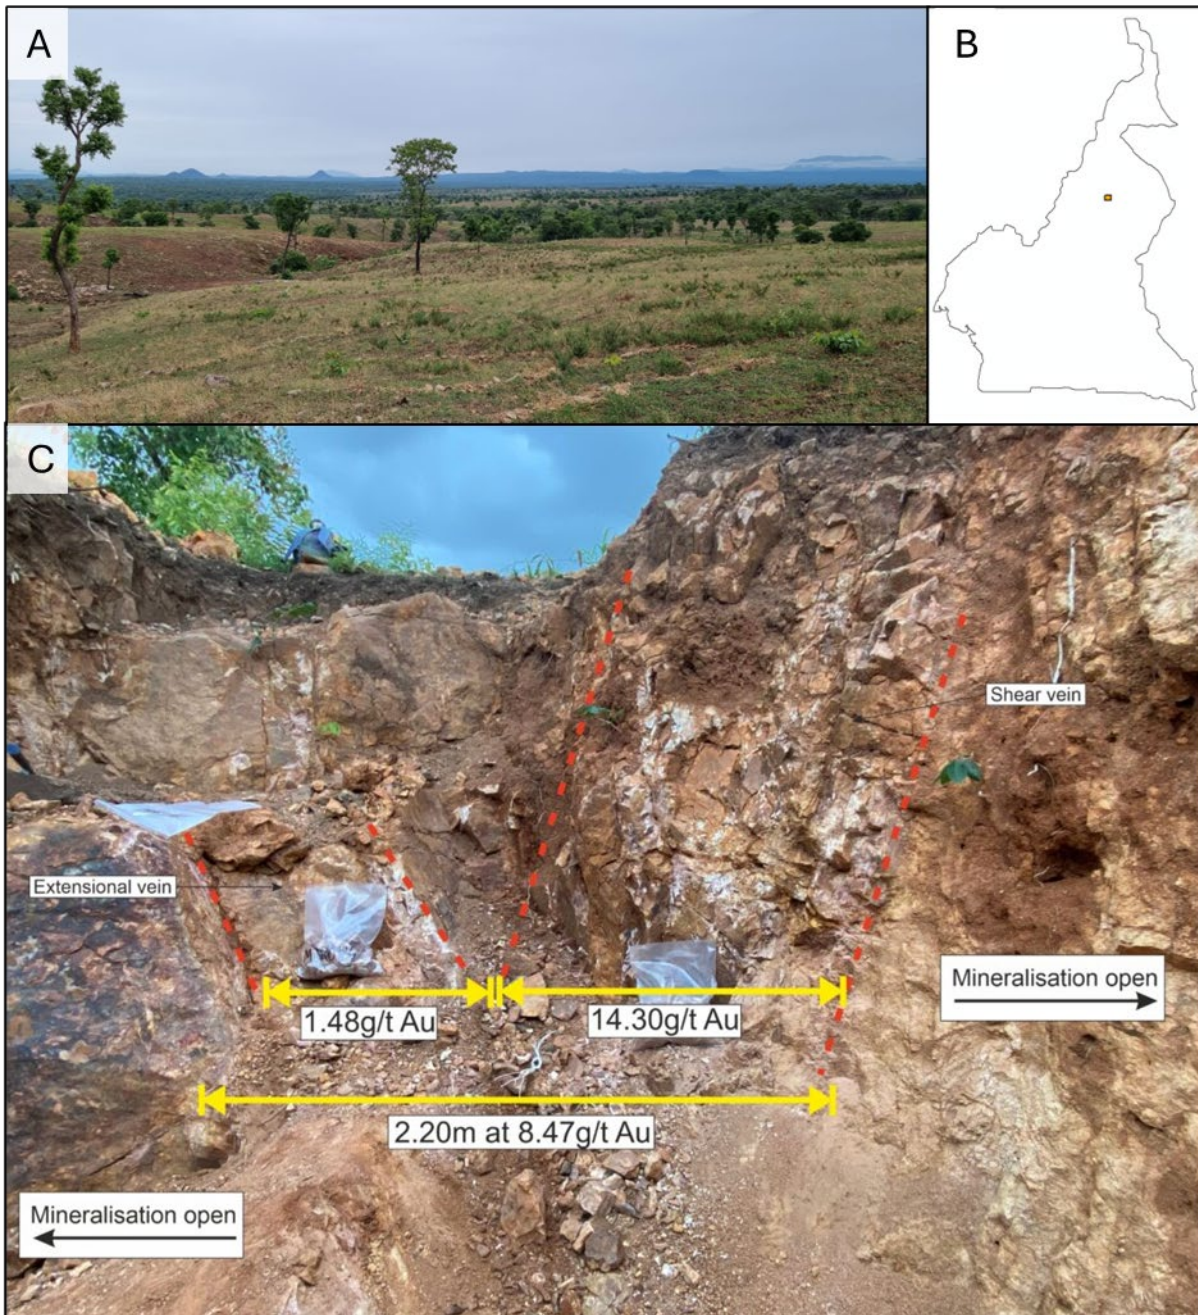 A
B
C
Shear vein
Extensional vein
Mineralisation open
1.48g/t Au
14.30g/t Au
2.20m at 8.47g/t Au
Mineralisation open